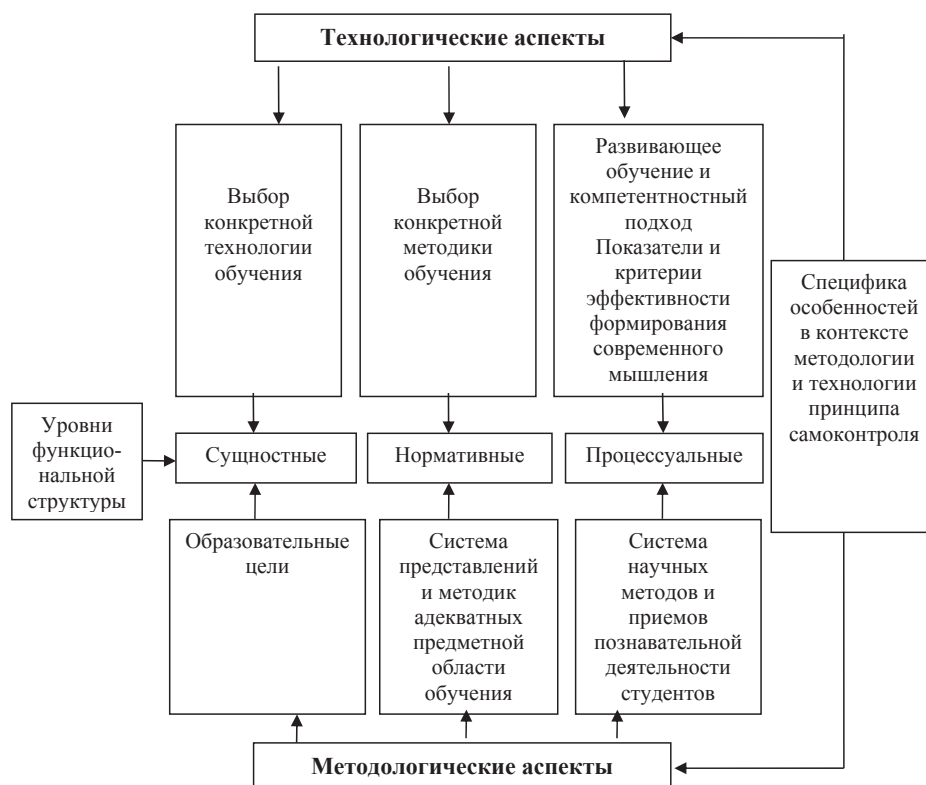 Технологические аспекты
Выбор
конкретной
технологии
обучения
Выбор
конкретной
методики
обучения
Развивающее
обучение и
компетентностный
подход
Показатели и
критерии
эффективности
формирования
современного
мышления
Специфика
особенностей
в контексте
методологии
и технологии
принципа
самоконтроля
Уровни
функцио-
нальной
структуры
Сущностные
Нормативные
Процессуальные
Образовательные
цели
Система
представлений
и методик
адекватных
предметной
области
обучения
Система
научных
методов и
приемов
познавательной
деятельности
студентов
Методологические аспекты